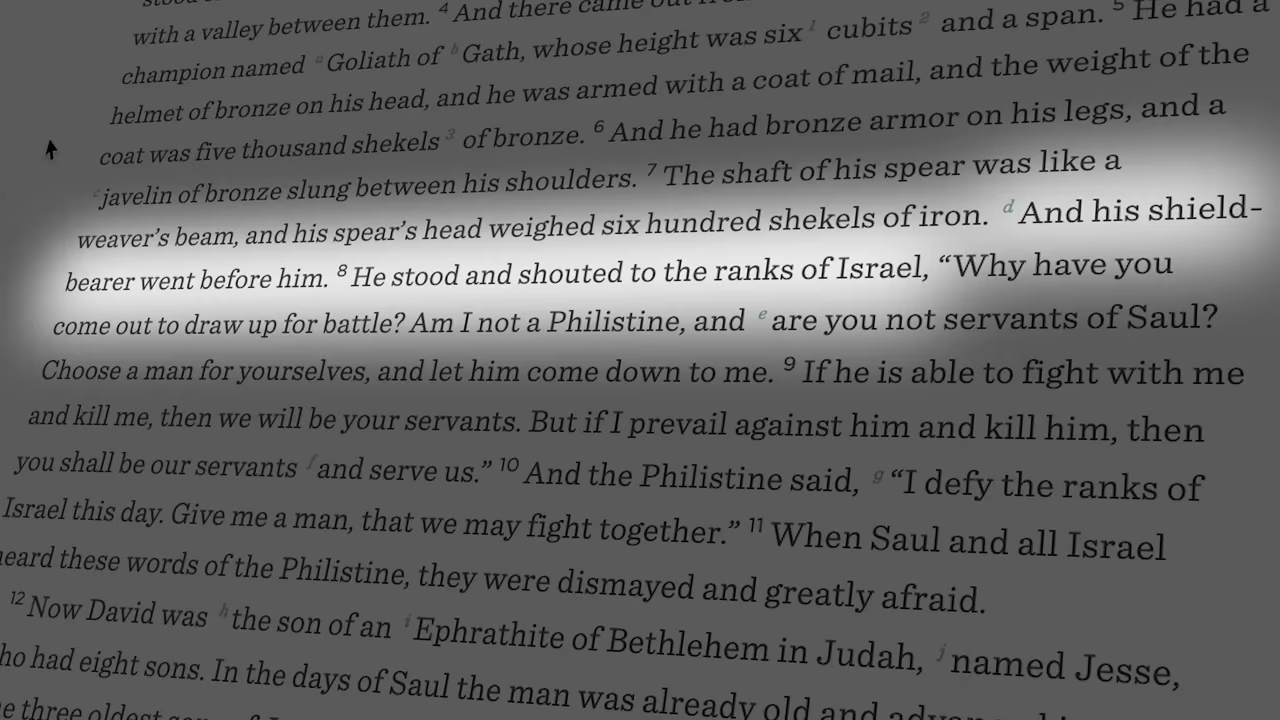 with a valley between them. 4 And there came out from
champion named a Goliath of b Gath, whose height was six 1 cubits 2 and a span. 5 He had a
helmet of bronze on his head, and he was armed with a coat of mail, and the weight of the
coat was five thousand shekels 3 of bronze. 6 And he had bronze armor on his legs, and a
c javelin of bronze slung between his shoulders. 7 The shaft of his spear was like a
weaver’s beam, and his spear’s head weighed six hundred shekels of iron. d And his shield-
bearer went before him. 8 He stood and shouted to the ranks of Israel, “Why have you
come out to draw up for battle? Am I not a Philistine, and e are you not servants of Saul?
Choose a man for yourselves, and let him come down to me. 9 If he is able to fight with me
and kill me, then we will be your servants. But if I prevail against him and kill him, then
you shall be our servants f and serve us.” 10 And the Philistine said, g “I defy the ranks of
Israel this day. Give me a man, that we may fight together.” 11 When Saul and all Israel
heard these words of the Philistine, they were dismayed and greatly afraid.
12 Now David was h the son of an i Ephrathite of Bethlehem in Judah, j named Jesse,
who had eight sons. In the days of Saul the man was already old and advanced in
three oldest